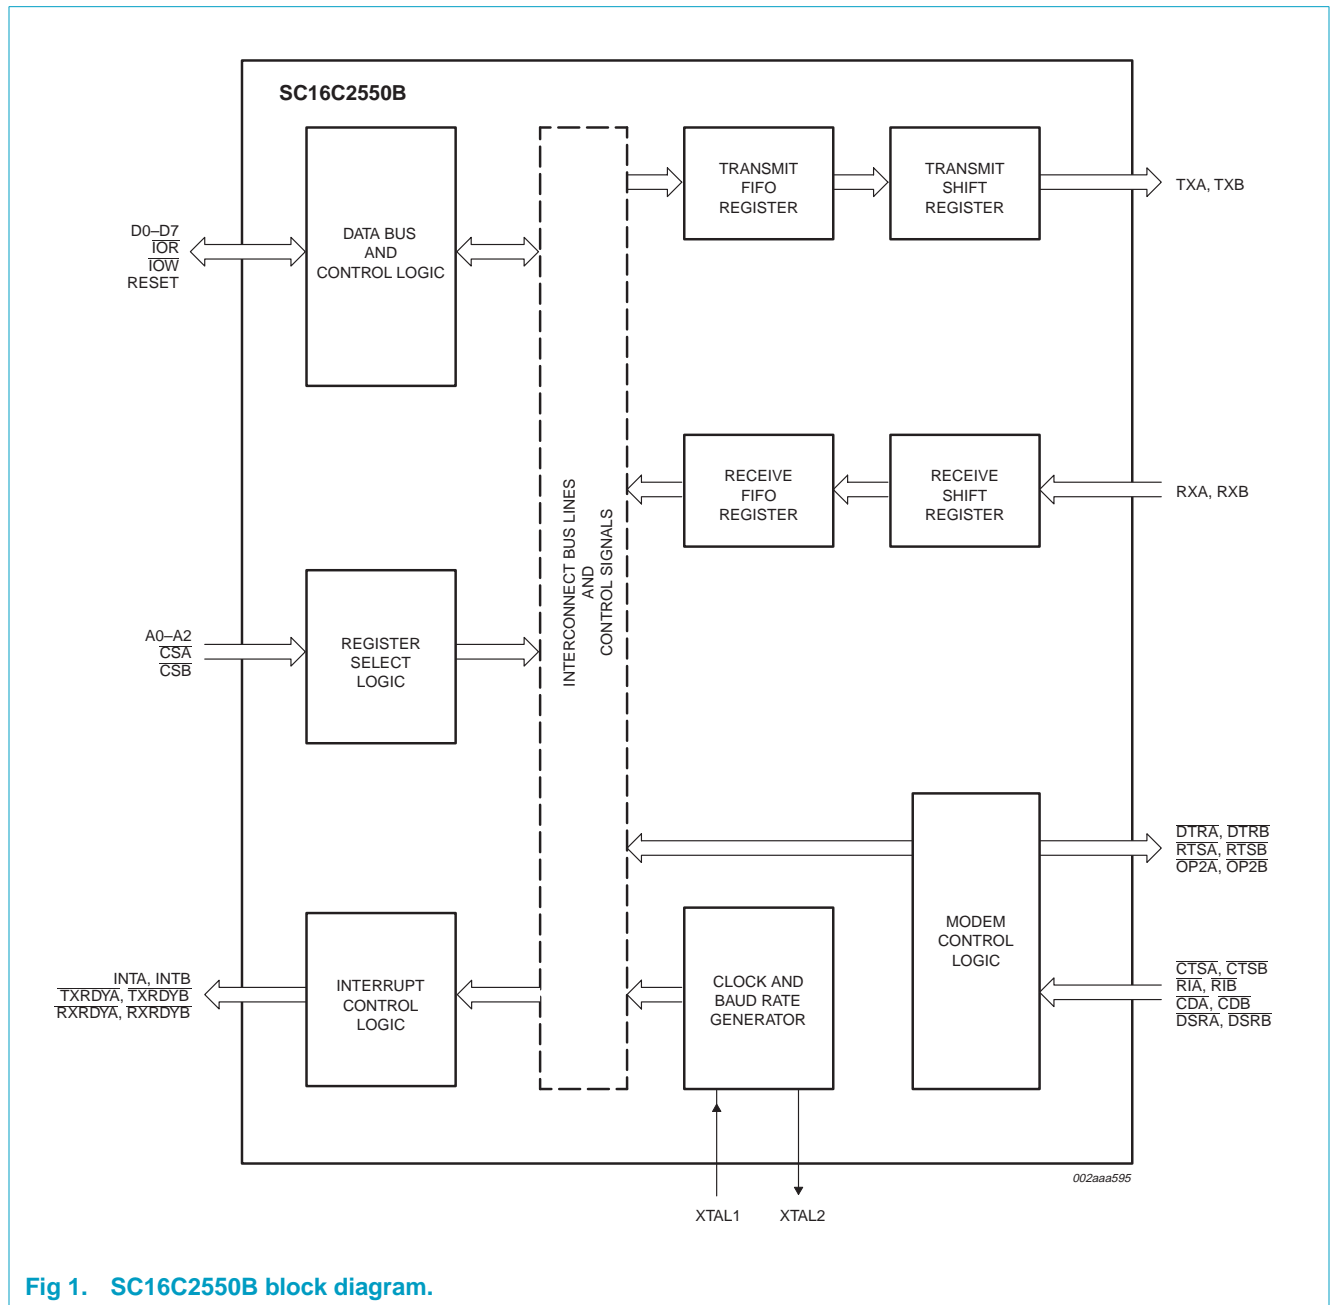 SC16C2550B
D0–D7
IOR
IOW
RESET
DATA BUS
AND
CONTROL LOGIC
TRANSMIT
FIFO
REGISTER
TRANSMIT
SHIFT
REGISTER
TXA, TXB
RECEIVE
FIFO
REGISTER
RECEIVE
SHIFT
REGISTER
RXA, RXB
INTERCONNECT BUS LINES
AND
CONTROL SIGNALS
A0–A2
CSA
CSB
REGISTER
SELECT
LOGIC
DTRA, DTRB
RTSA, RTSB
OP2A, OP2B
MODEM
CONTROL
LOGIC
CTSA, CTSB
RIA, RIB
CDA, CDB
DSRA, DSRB
INTA, INTB
TXRDYA, TXRDYB
RXRDYA, RXRDYB
INTERRUPT
CONTROL
LOGIC
CLOCK AND
BAUD RATE
GENERATOR
002aaa595
XTAL1
XTAL2
Fig 1. SC16C2550B block diagram.